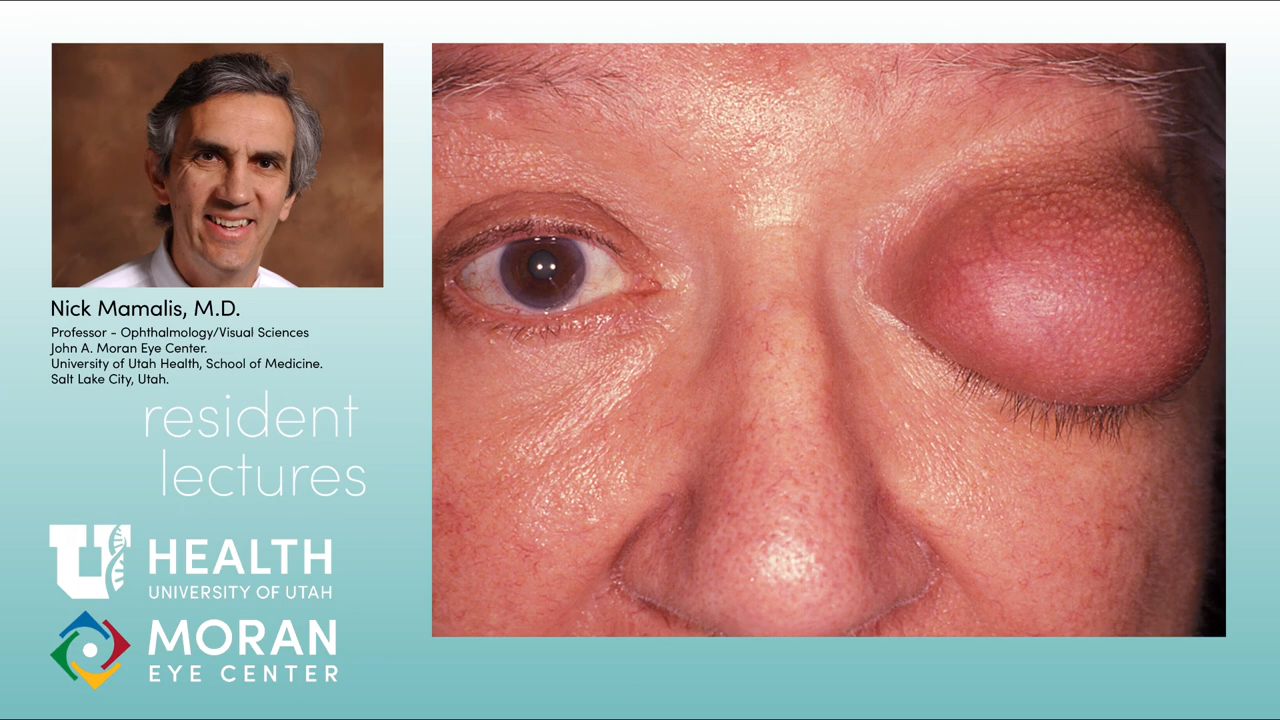 Nick Mamalis, M.D.
Professor - Ophthalmology/Visual Sciences
John A. Moran Eye Center.
University of Utah Health, School of Medicine.
Salt Lake City, Utah.
resident
lectures
U HEALTH
UNIVERSITY OF UTAH
MORAN
EYE CENTER